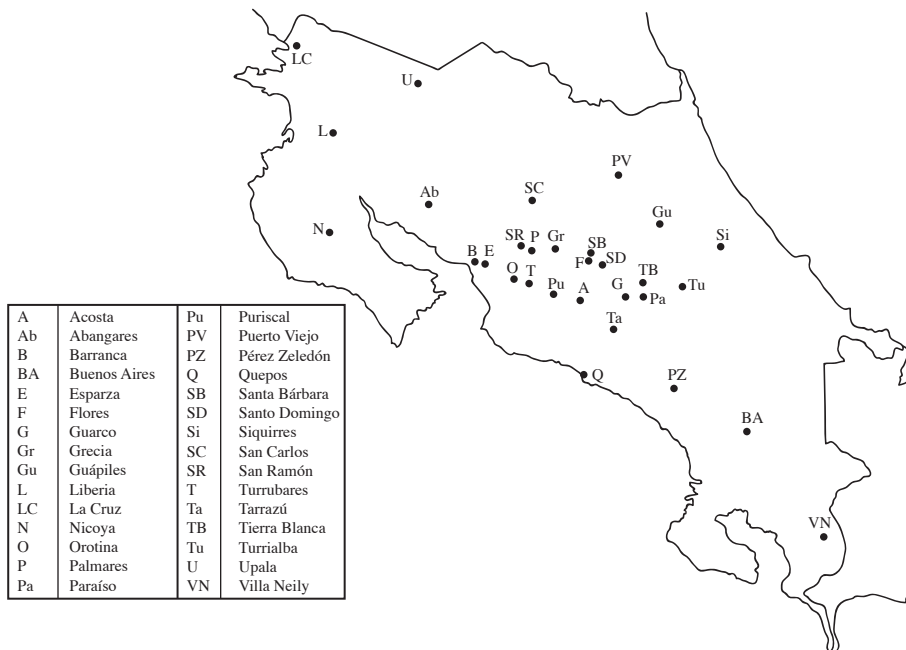 LC
U
L
PV
Ab
SC
Gu
N
SR
P
Gr
SB
Si
B
E
F
SD
O
T
TB
Pu
A
G
Pa
Tu
Ta
Q
PZ
BA
VN
A Acosta Pu Puriscal
Ab Abangares PV Puerto Viejo
B Barranca PZ Pérez Zeledón
BA Buenos Aires Q Quepos
E Esparza SB Santa Bárbara
F Flores SD Santo Domingo
G Guarco Si Siquirres
Gr Grecia SC San Carlos
Gu Guápiles SR San Ramón
L Liberia T Turrubares
LC La Cruz Ta Tarrazú
N Nicoya TB Tierra Blanca
O Orotina Tu Turrialba
P Palmares U Upala
Pa Paraíso VN Villa Neily